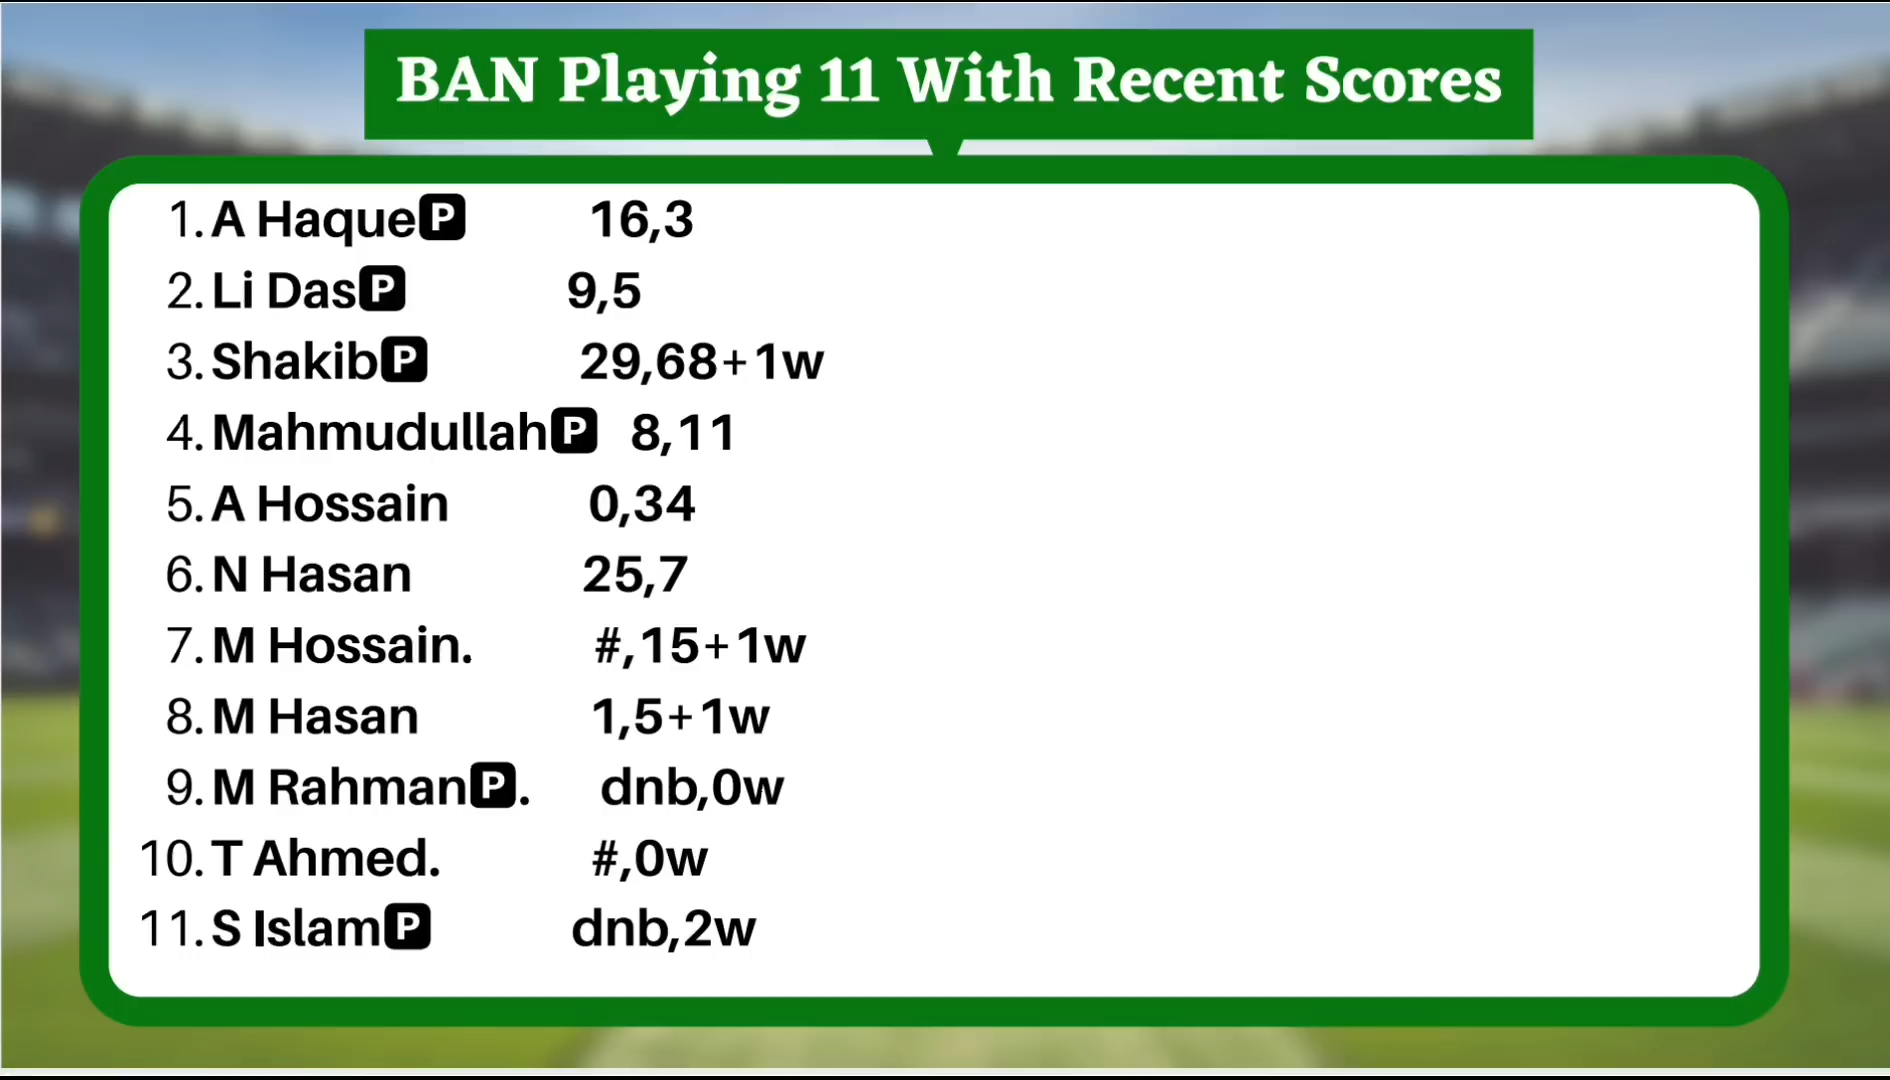 BAN Playing 11 With Recent Scores
1. A Haque🅿 16,3
2. Li Das🅿 9,5
3. Shakib🅿 29,68+1w
4. Mahmudullah🅿 8,11
5. A Hossain 0,34
6. N Hasan 25,7
7. M Hossain. #,15+1w
8. M Hasan 1,5+1w
9. M Rahman🅿. dnb,0w
10. T Ahmed. #,0w
11. S Islam🅿 dnb,2w